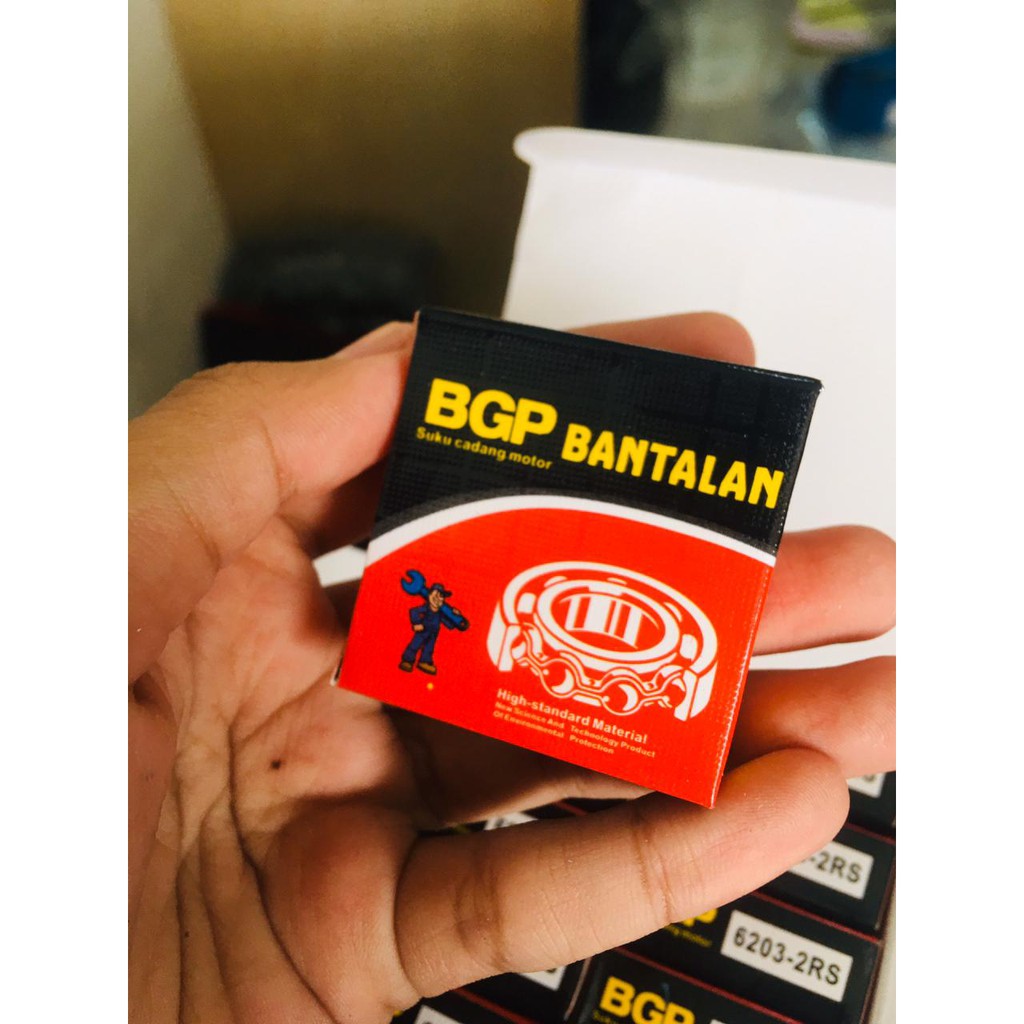 BGP BANTALAN
Suku cadang motor
High-standard Material
New Science And Technology Product
Of Environmental Protection
-2RS
6203-2RS
BGP